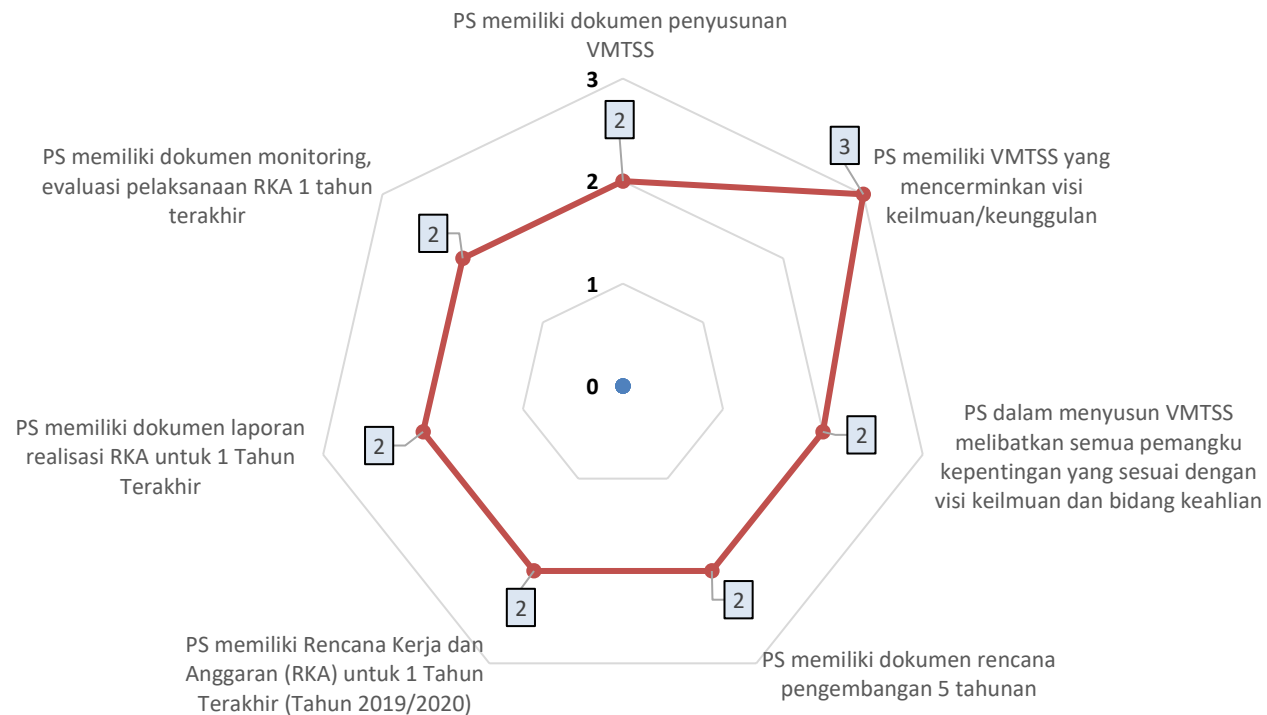 PS memiliki dokumen penyusunan
VMTSS
3
2
3
PS memiliki VMTSS yang
mencerminkan visi
keilmuan/keunggulan
PS memiliki dokumen monitoring,
evaluasi pelaksanaan RKA 1 tahun
terakhir
2
2
1
0
PS dalam menyusun VMTSS
melibatkan semua pemangku
kepentingan yang sesuai dengan
visi keilmuan dan bidang keahlian
2
PS memiliki dokumen laporan
realisasi RKA untuk 1 Tahun
Terakhir
2
2
2
PS memiliki Rencana Kerja dan
Anggaran (RKA) untuk 1 Tahun
Terakhir (Tahun 2019/2020)
PS memiliki dokumen rencana
pengembangan 5 tahunan